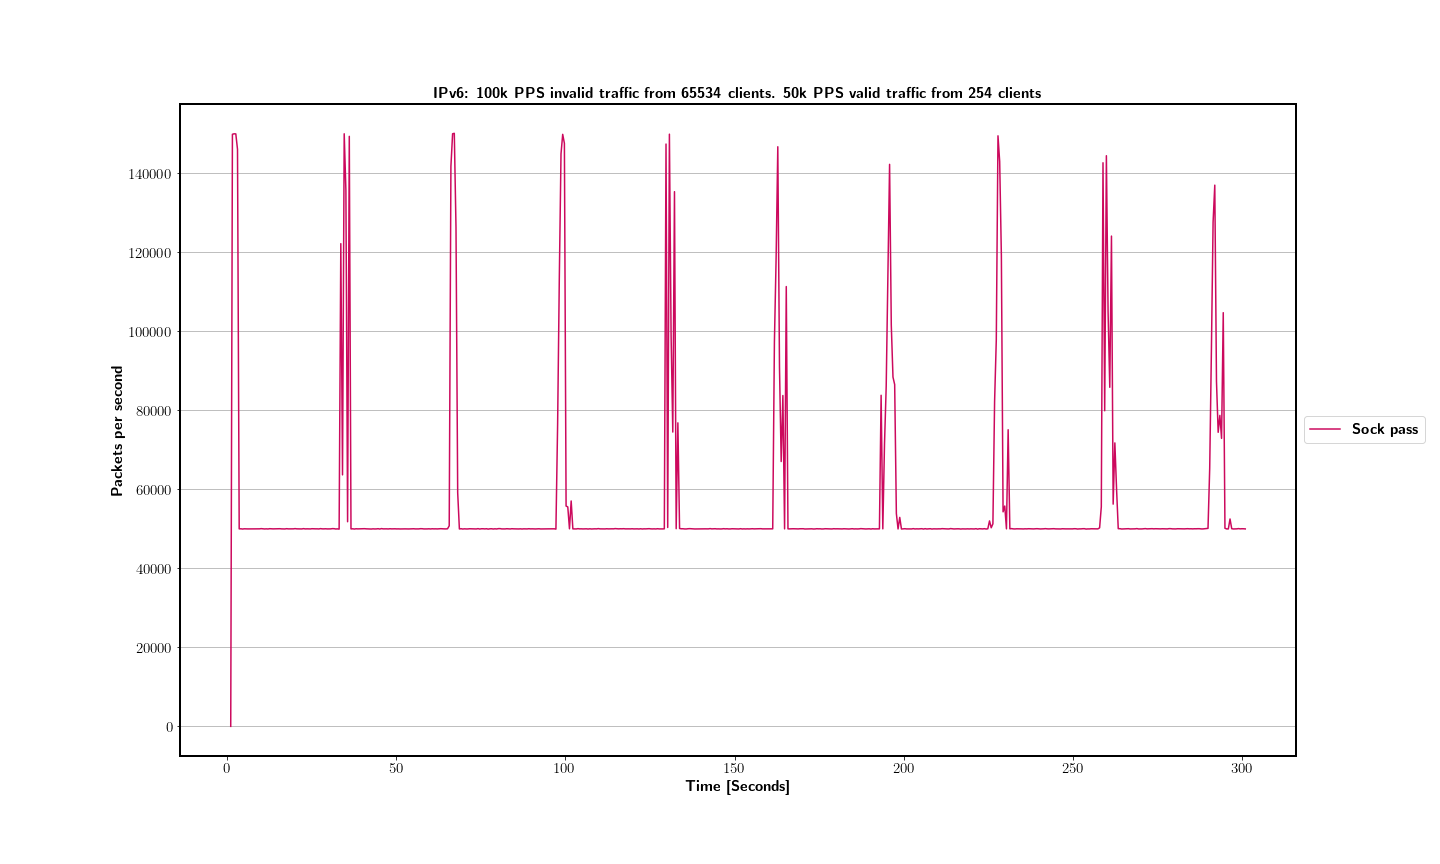 IPv6: 100k PPS invalid traffic from 65534 clients. 50k PPS valid traffic from 254 clients
140000
120000
100000
80000
60000
40000
20000
0
Packets per second
Sock pass
0 50 100 150 200 250 300
Time [Seconds]